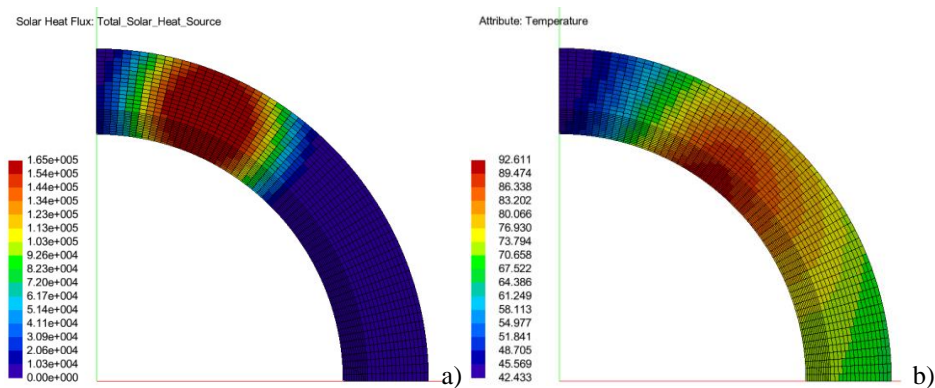 Solar Heat Flux: Total_Solar_Heat_Source
1.65e+005
1.54e+005
1.44e+005
1.34e+005
1.23e+005
1.13e+005
1.03e+005
9.26e+004
8.23e+004
7.20e+004
6.17e+004
5.14e+004
4.11e+004
3.09e+004
2.06e+004
1.03e+004
0.00e+000
a)
Attribute: Temperature
92.611
89.474
86.338
83.202
80.066
76.930
73.794
70.658
67.522
64.386
61.249
58.113
54.977
51.841
48.705
45.569
42.433
b)